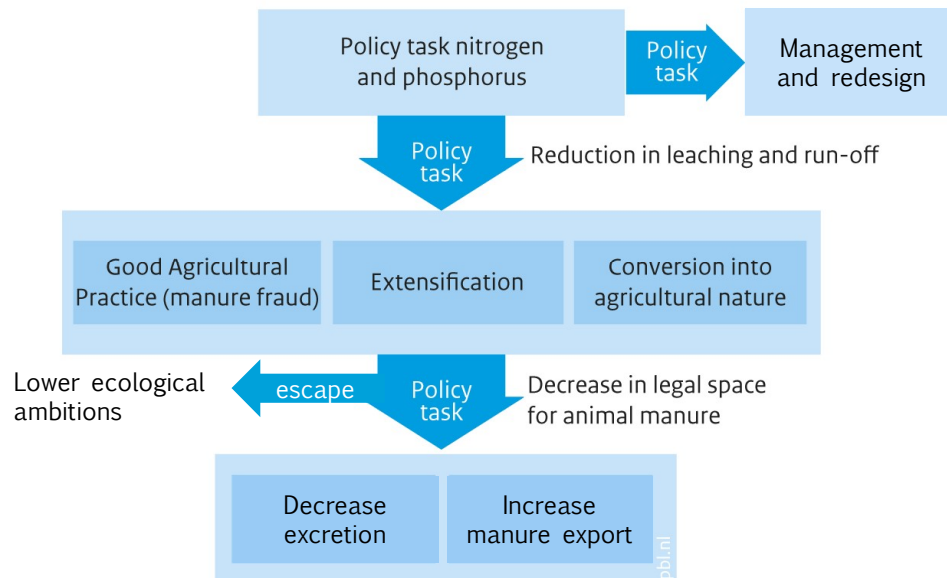 Policy task nitrogen
and phosphorus
Policy
task
Management
and redesign
Policy
task
Reduction in leaching and run-off
Good Agricultural
Practice (manure fraud)
Extensification
Conversion into
agricultural nature
Lower ecological
ambitions
escape
Policy
task
Decrease in legal space
for animal manure
Decrease
excretion
Increase
manure export
pbl.nl